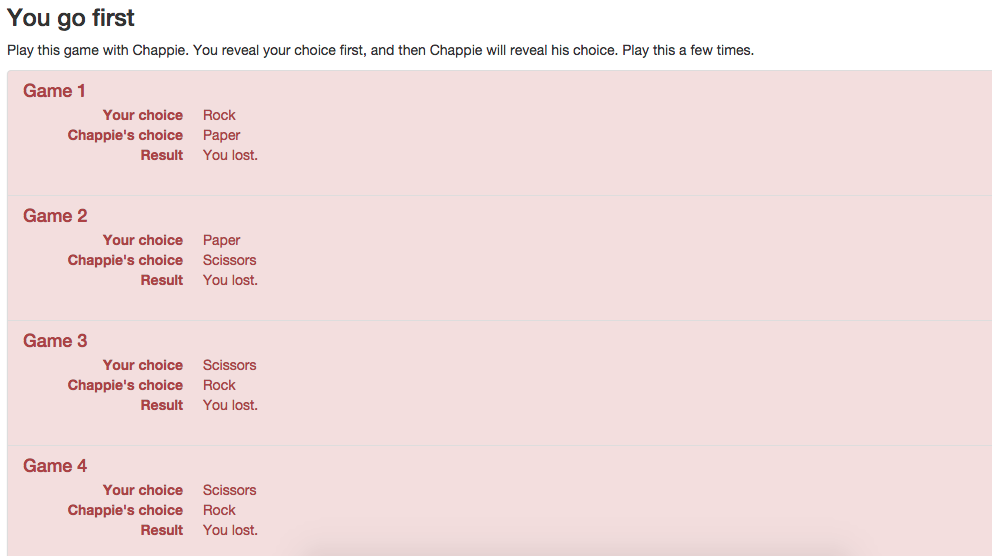 You go first
Play this game with Chappie. You reveal your choice first, and then Chappie will reveal his choice. Play this a few times.
Game 1
Your choice Rock
Chappie's choice Paper
Result You lost.
Game 2
Your choice Paper
Chappie's choice Scissors
Result You lost.
Game 3
Your choice Scissors
Chappie's choice Rock
Result You lost.
Game 4
Your choice Scissors
Chappie's choice Rock
Result You lost.